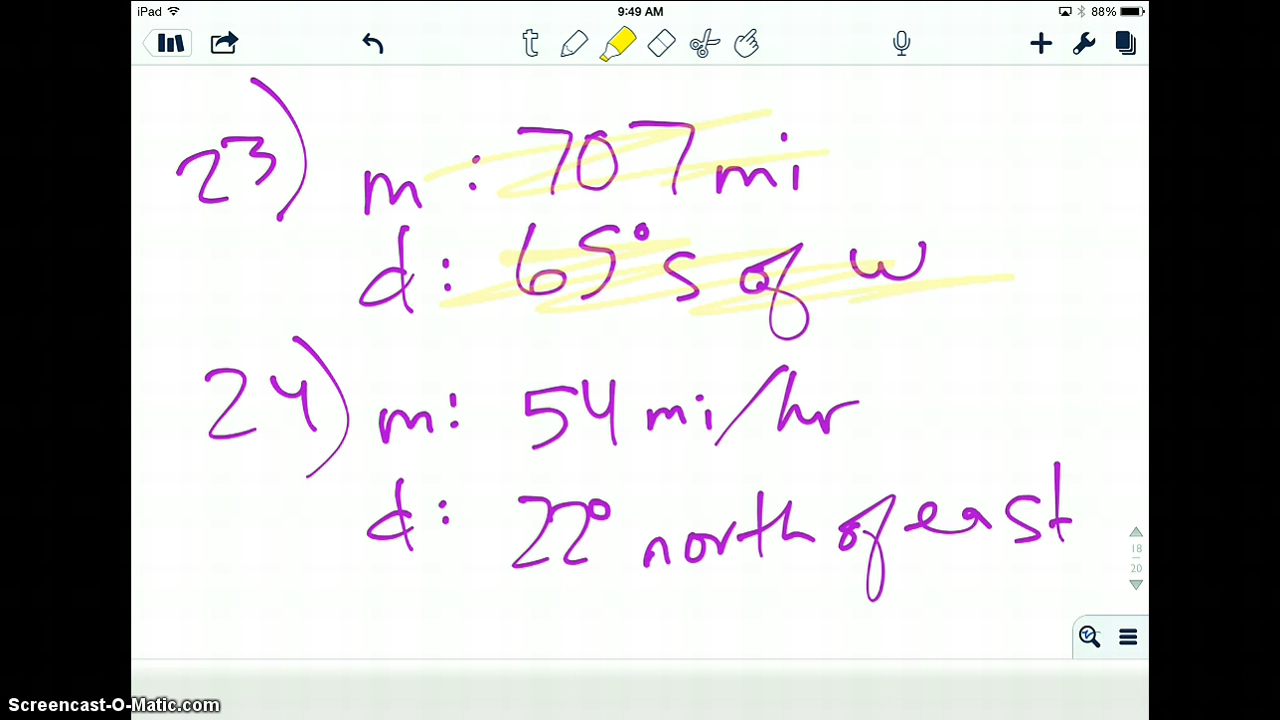 iPad 9:49 AM 88%
t
23) m: 707 mi
d: 65° s of w
24) m: 54 mi/hr
d: 22° north of east
18
20
Screencast-O-Matic.com